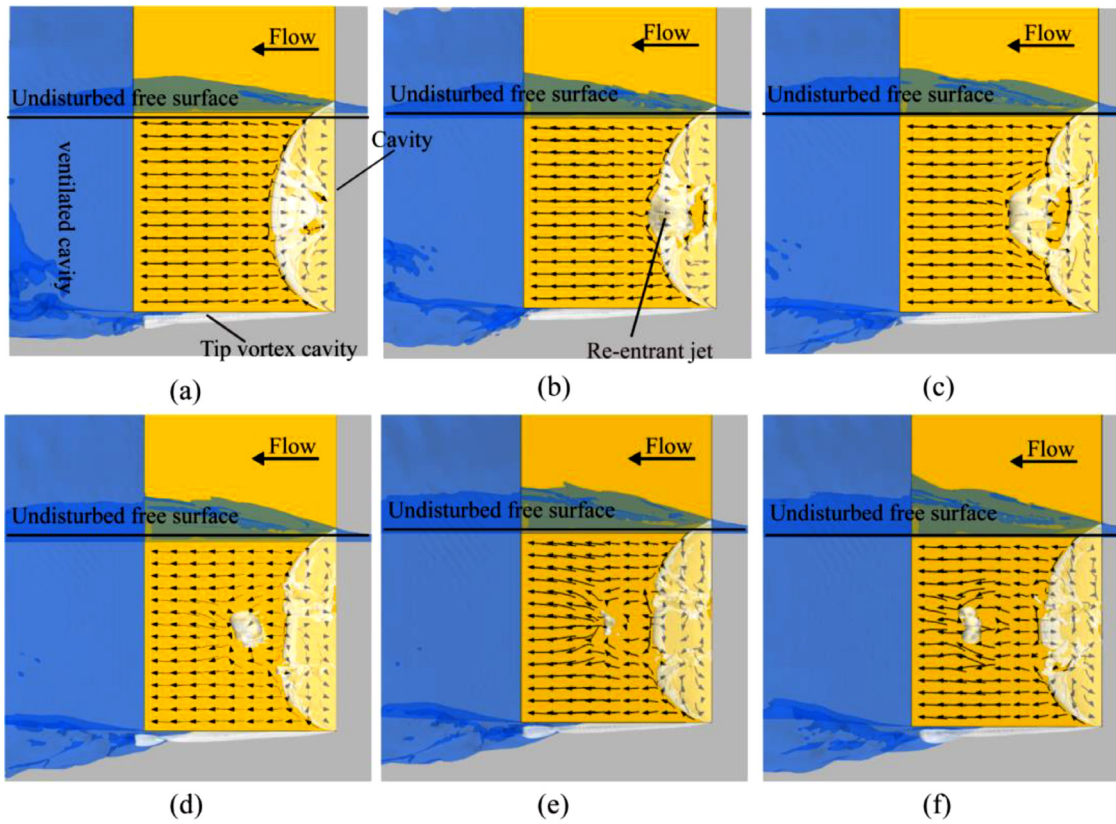 Flow
Undisturbed free surface
Cavity
ventilated cavity
Tip vortex cavity
(a)
Flow
Undisturbed free surface
Re-entrant jet
(b)
Flow
Undisturbed free surface
(c)
Flow
Undisturbed free surface
(d)
Flow
Undisturbed free surface
(e)
Flow
Undisturbed free surface
(f)